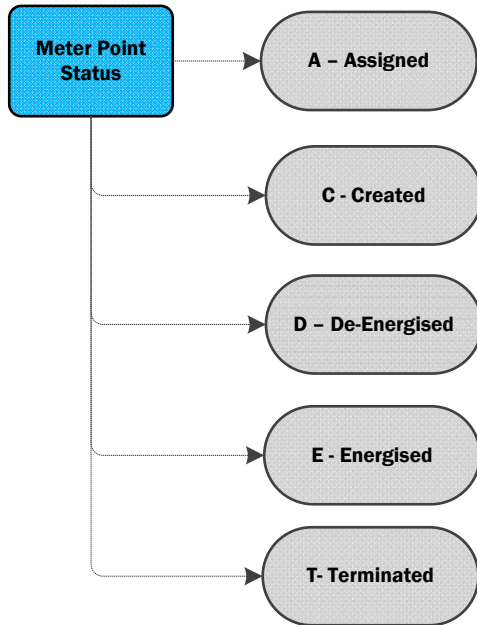 Meter Point
Status
A – Assigned
C - Created
D – De-Energised
E - Energised
T- Terminated